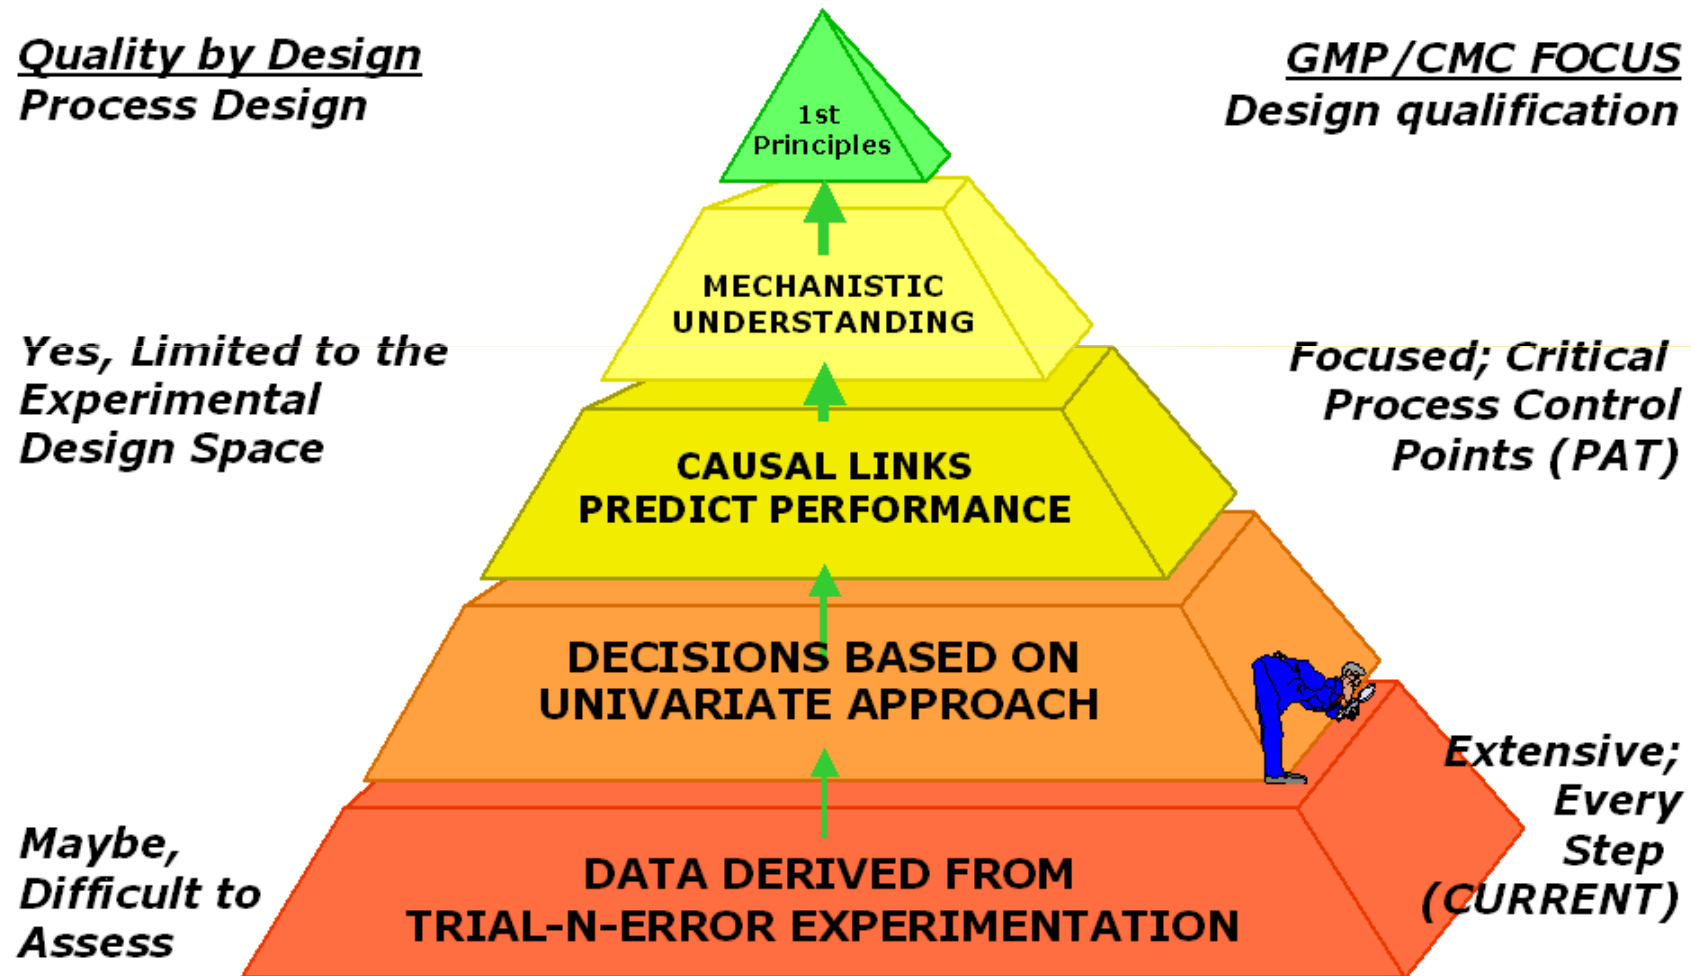 Quality by Design
Process Design
GMP/CMC FOCUS
Design qualification
1st
Principles
MECHANISTIC
UNDERSTANDING
Yes, Limited to the
Experimental
Design Space
Focused; Critical
Process Control
Points (PAT)
CAUSAL LINKS
PREDICT PERFORMANCE
DECISIONS BASED ON
UNIVARIATE APPROACH
Extensive;
Every
Step
(CURRENT)
Maybe,
Difficult to
Assess
DATA DERIVED FROM
TRIAL-N-ERROR EXPERIMENTATION